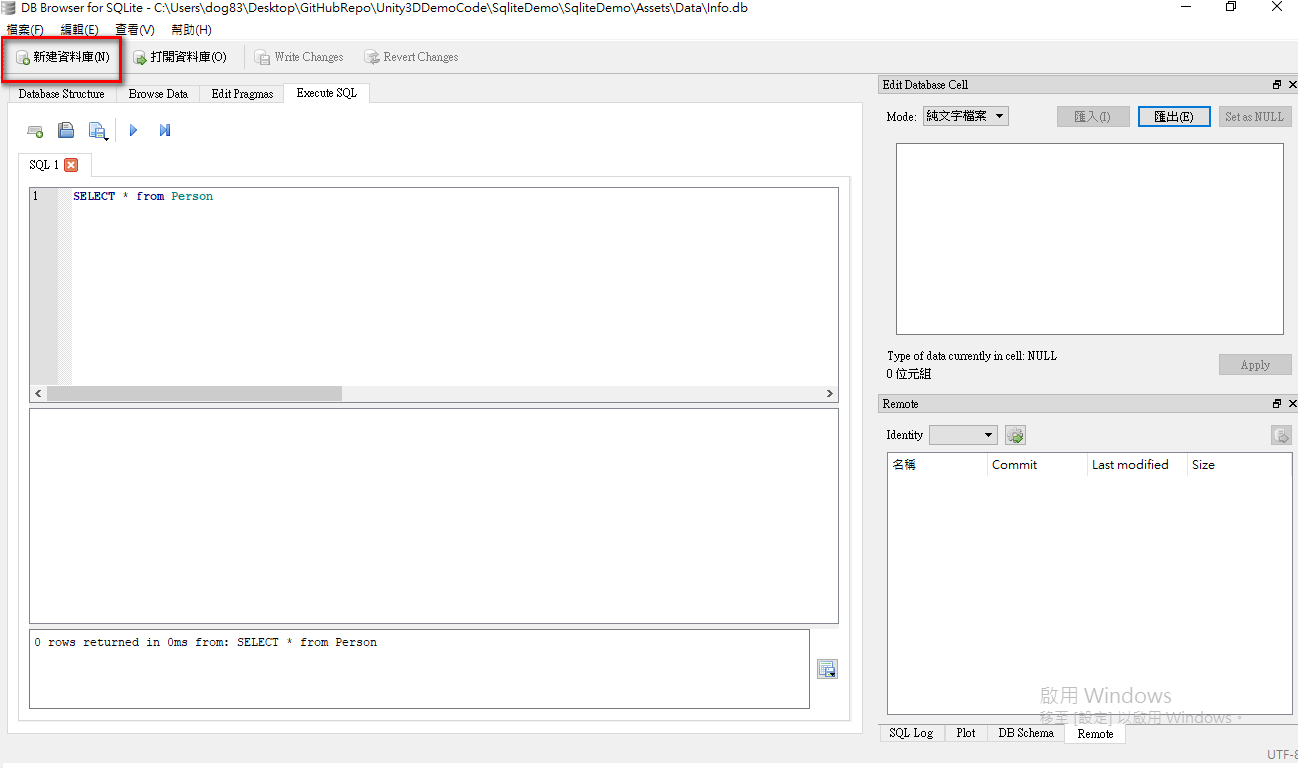 DB Browser for SQLite - C:\Users\dog83\Desktop\GitHubRepo\Unity3DDemoCode\SqliteDemo\SqliteDemo\Assets\Data\Info.db
檔案(F) 編輯(E) 查看(V) 幫助(H)
新建資料庫(N) 打開資料庫(O) Write Changes Revert Changes
Database Structure Browse Data Edit Pragmas Execute SQL
SQL 1
1 SELECT * from Person
0 rows returned in 0ms from: SELECT * from Person
Edit Database Cell
Mode: 純文字檔案 匯入(I) 匯出(E) Set as NULL
Type of data currently in cell: NULL
0 位元組
Apply
Remote
Identity
名稱 Commit Last modified Size
啟用 Windows
移至 [設定] 以啟用 Windows。
SQL Log Plot DB Schema Remote
UTF-8